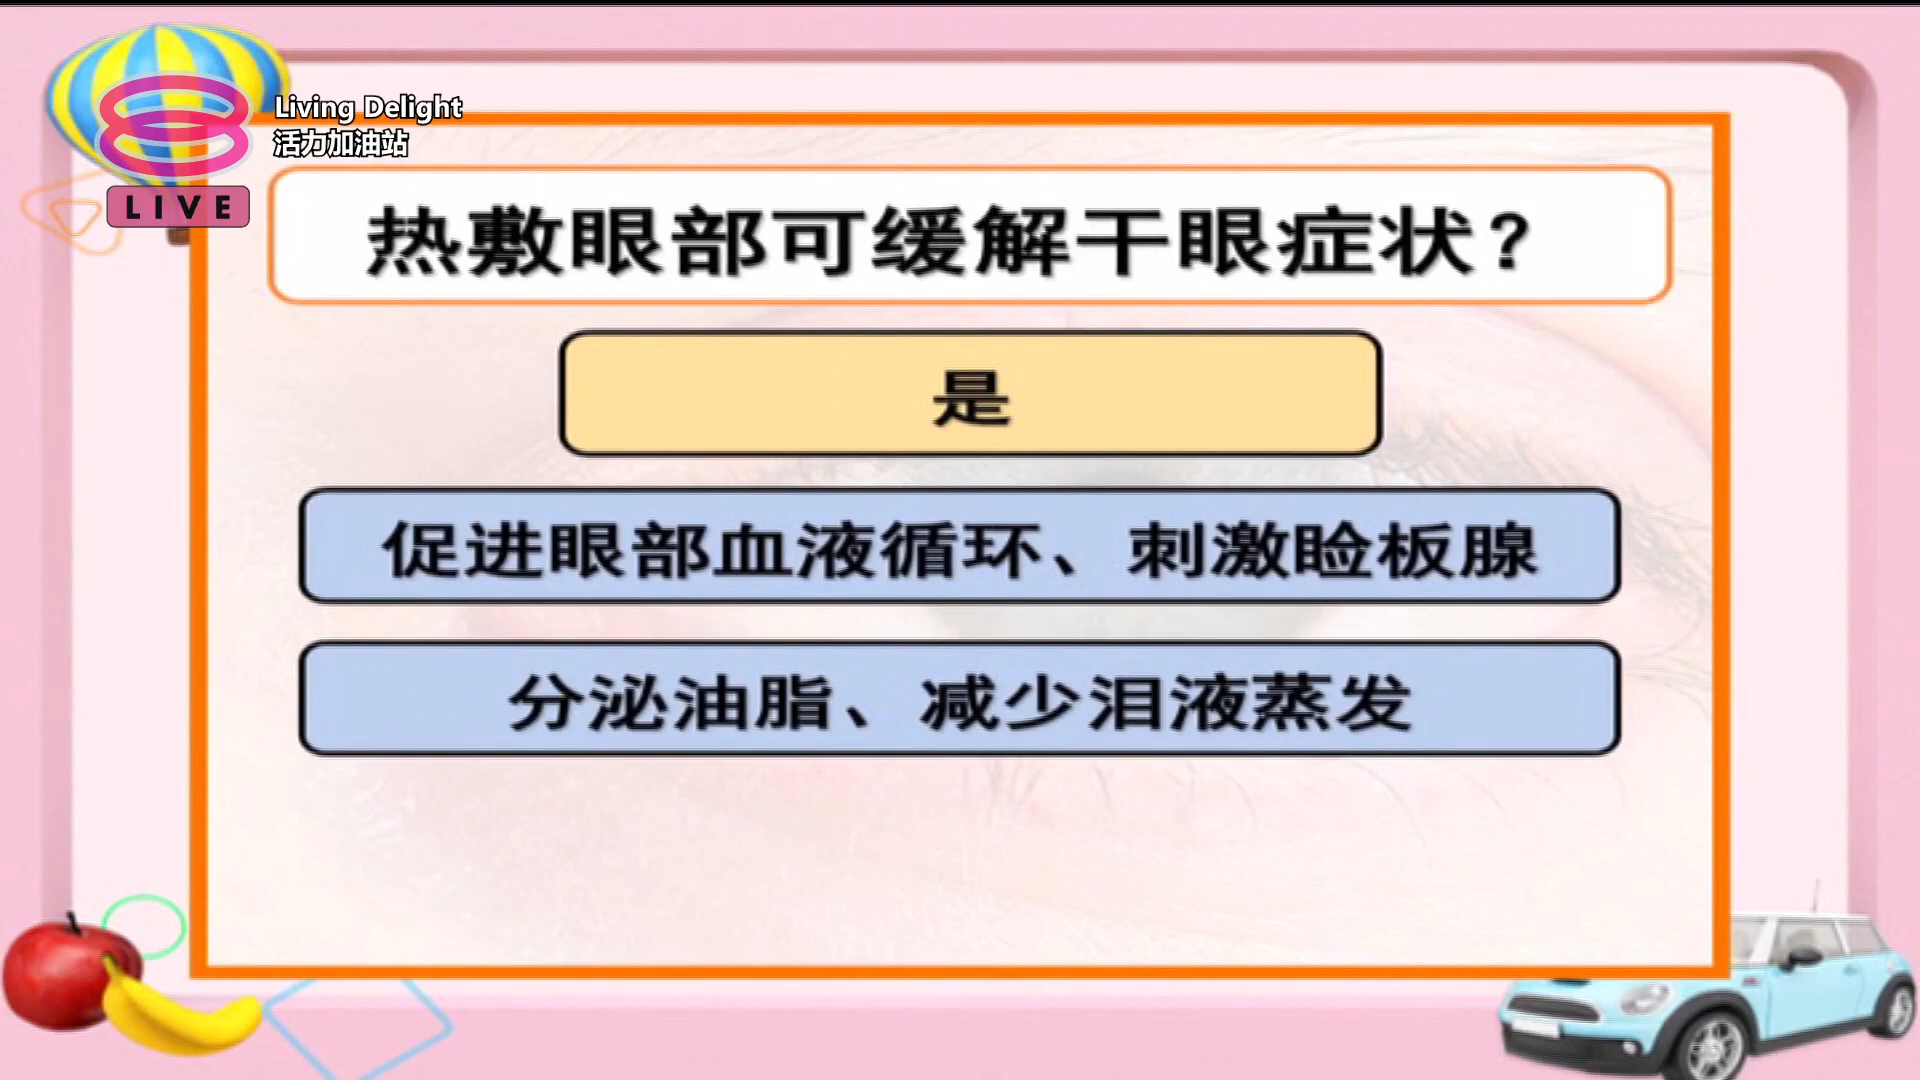 Living Delight
活力加油站
LIVE
热敷眼部可缓解干眼症状？
是
促进眼部血液循环、刺激睑板腺
分泌油脂、减少泪液蒸发